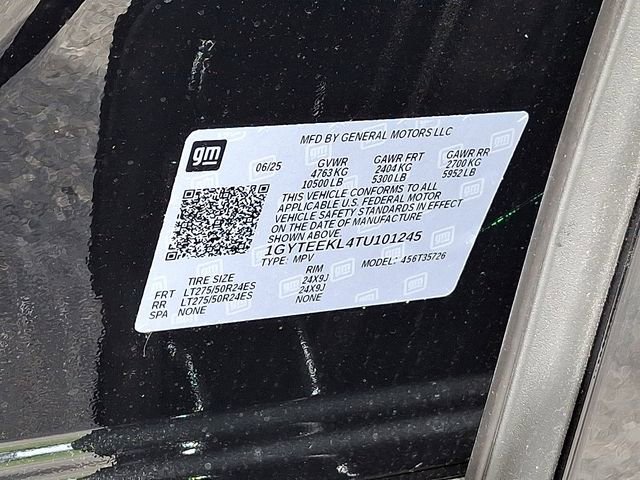 MFD BY GENERAL MOTORS LLC
gm
06/25 GVWR GAWR FRT GAWR RR
4763 KG 2404 KG 2700 KG
10500 LB 5300 LB 5952 LB
THIS VEHICLE CONFORMS TO ALL
APPLICABLE U.S. FEDERAL MOTOR
VEHICLE SAFETY STANDARDS IN EFFECT
ON THE DATE OF MANUFACTURE
SHOWN ABOVE.
1GYTEEKL4TU101245
TYPE: MPV MODEL: 456T35726
TIRE SIZE RIM
FRT LT275/50R24ES 24X9J
RR LT275/50R24ES 24X9J
SPA NONE NONE